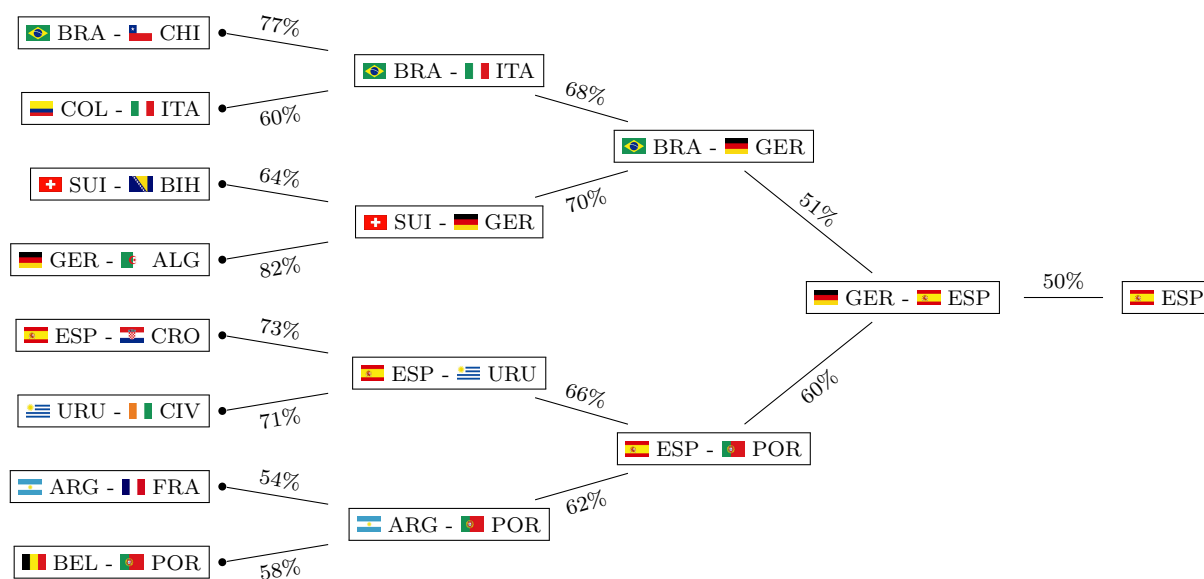 BRA - CHI
77%
COL - ITA
60%
SUI - BIH
64%
GER - ALG
82%
ESP - CRO
73%
URU - CIV
71%
ARG - FRA
54%
BEL - POR
58%
BRA - ITA
68%
SUI - GER
70%
ESP - URU
66%
ARG - POR
62%
BRA - GER
51%
ESP - POR
60%
GER - ESP
50%
ESP